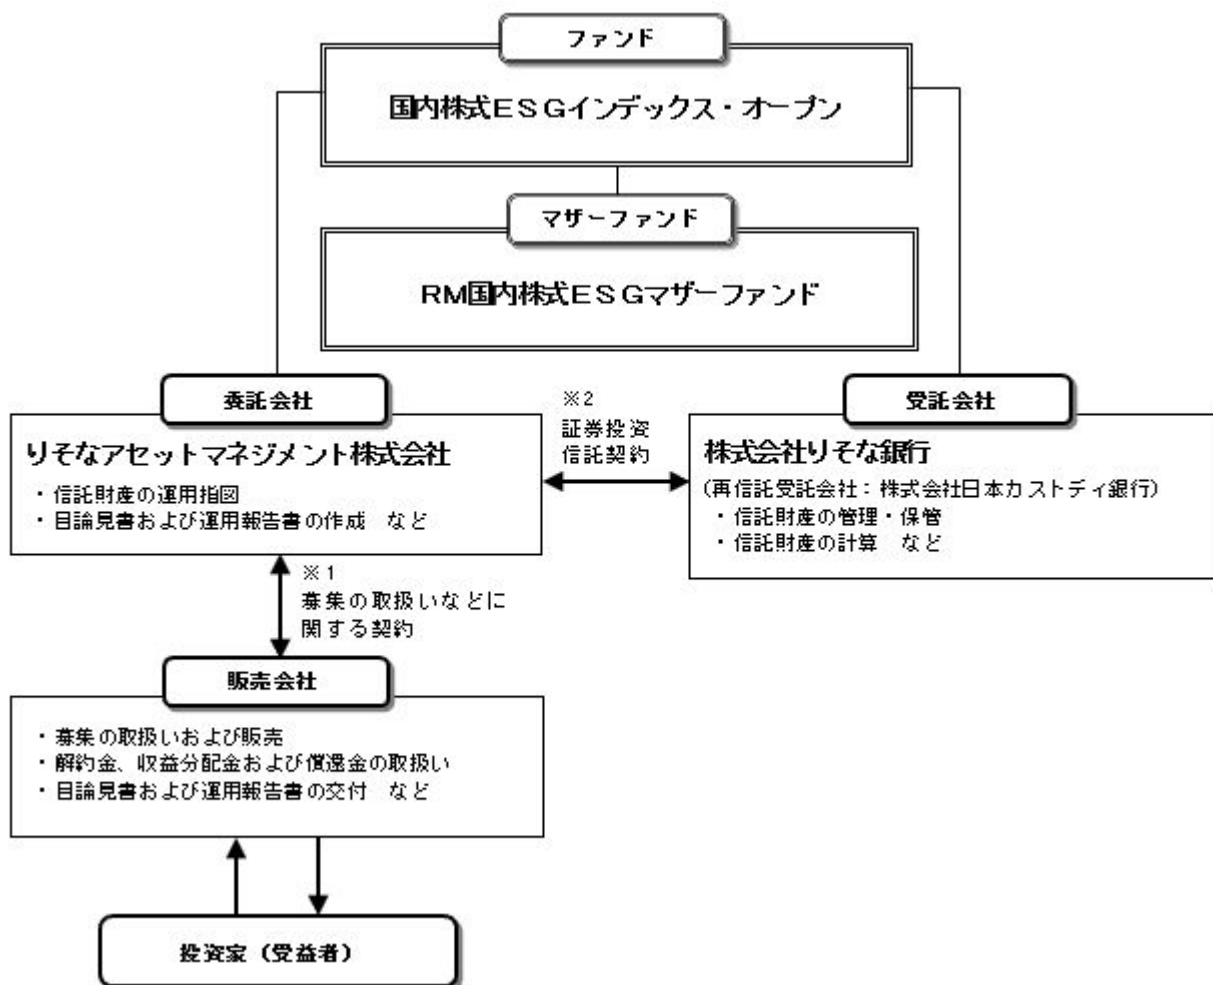 ファンド
国内株式ESGインデックス・オープン
マザーファンド
RM国内株式ESGマザーファンド
委託会社
りそなアセットマネジメント株式会社
・信託財産の運用指図
・目論見書および運用報告書の作成　など
※2
証券投資
信託契約
受託会社
株式会社りそな銀行
(再信託受託会社：株式会社日本カストディ銀行)
・信託財産の管理・保管
・信託財産の計算　など
※1
募集の取扱いなどに
関する契約
販売会社
・募集の取扱いおよび販売
・解約金、収益分配金および償還金の取扱い
・目論見書および運用報告書の交付　など
投資家（受益者）